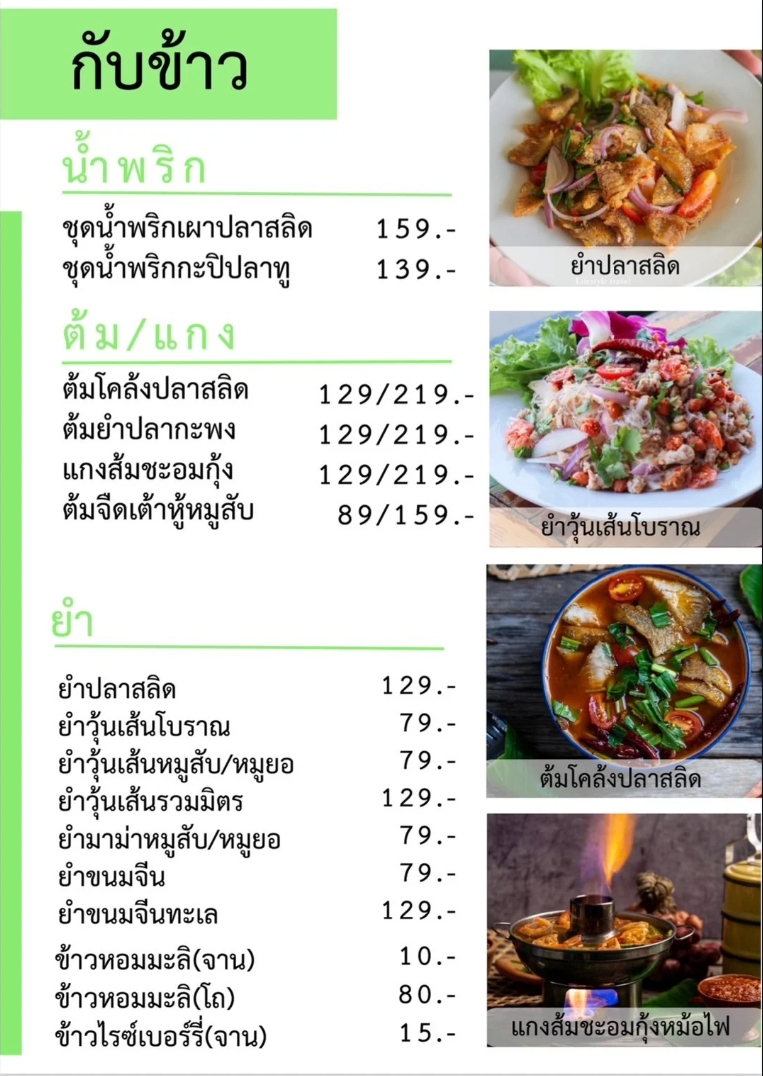 กับข้าว
น้ำพริก
ชุดน้ำพริกเผาปลาสลิด 159.-
ชุดน้ำพริกกะปิปลาทู 139.-
ต้ม/แกง
ต้มโคล้งปลาสลิด 129/219.-
ต้มยำปลากะพง 129/219.-
แกงส้มชะอมกุ้ง 129/219.-
ต้มจืดเต้าหู้หมูสับ 89/159.-
ยำ
ยำปลาสลิด 129.-
ยำวุ้นเส้นโบราณ 79.-
ยำวุ้นเส้นหมูสับ/หมูยอ 79.-
ยำวุ้นเส้นรวมมิตร 129.-
ยำมาม่าหมูสับ/หมูยอ 79.-
ยำขนมจีน 79.-
ยำขนมจีนทะเล 129.-
ข้าวหอมมะลิ(จาน) 10.-
ข้าวหอมมะลิ(โถ) 80.-
ข้าวไรซ์เบอร์รี่(จาน) 15.-
ยำปลาสลิด
ยำวุ้นเส้นโบราณ
ต้มโคล้งปลาสลิด
แกงส้มชะอมกุ้งหม้อไฟ